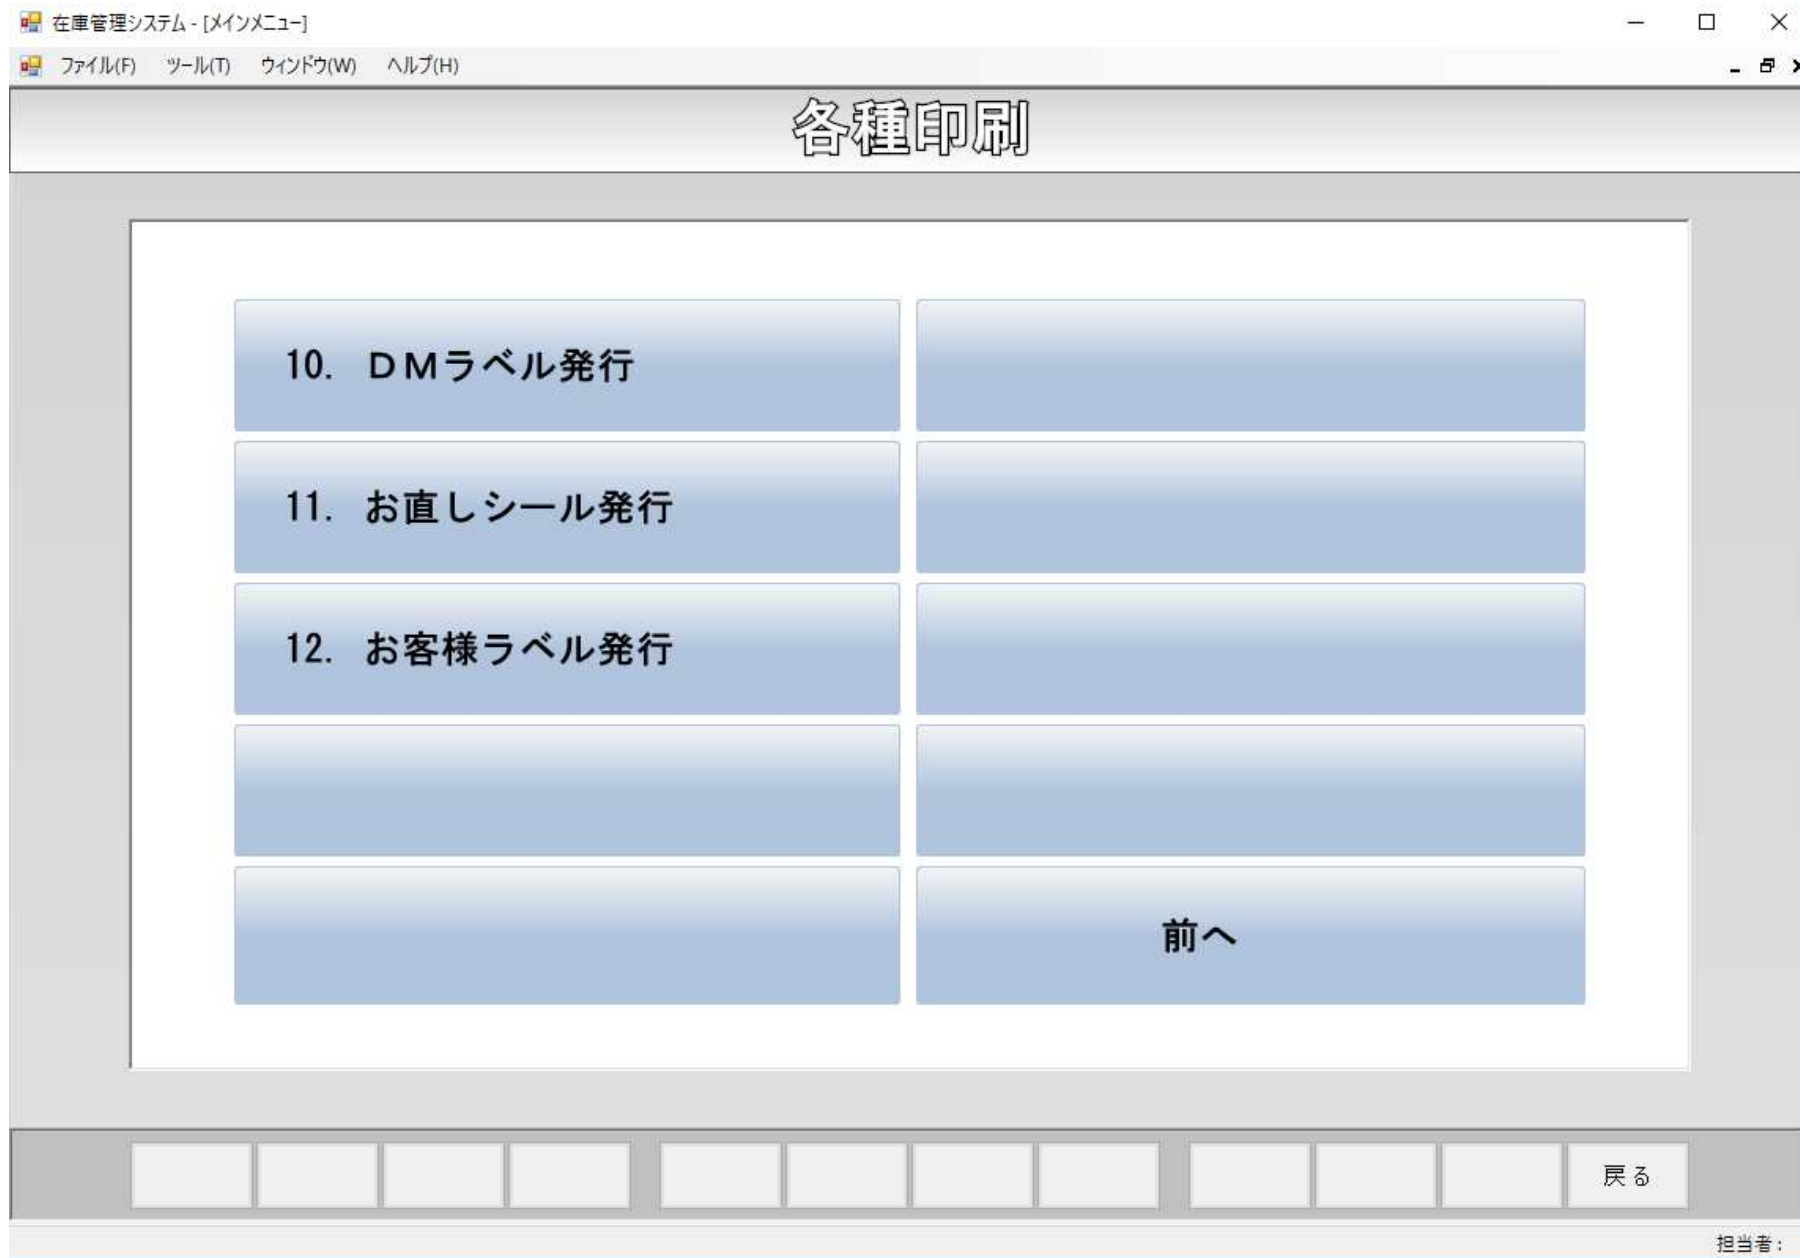 在庫管理システム - [メインメニュー]
ファイル(F) ツール(T) ウィンドウ(W) ヘルプ(H)
各種印刷
10. ＤＭラベル発行
11. お直しシール発行
12. お客様ラベル発行
前へ
戻る
担当者：